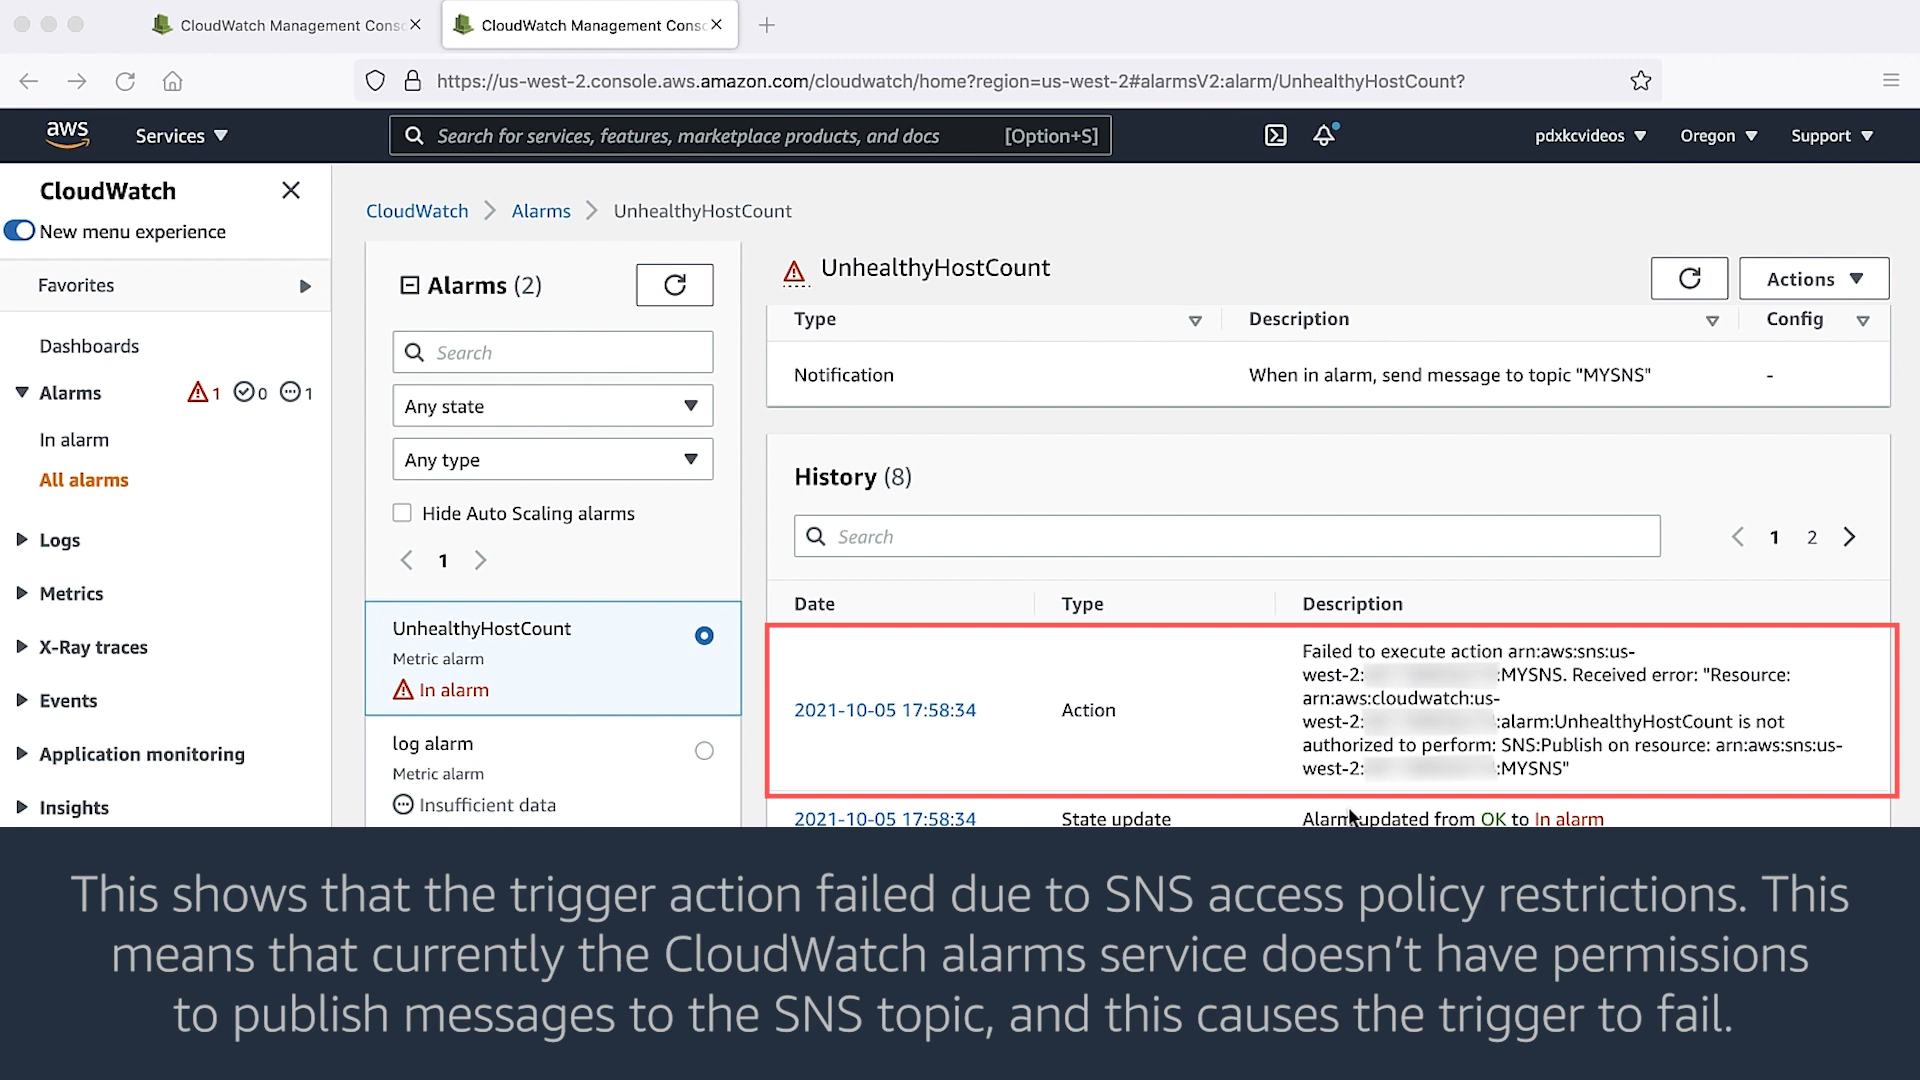 CloudWatch Management Conso
CloudWatch Management Conso
https://us-west-2.console.aws.amazon.com/cloudwatch/home?region=us-west-2#alarmsV2:alarm/UnhealthyHostCount?
aws
Services
Search for services, features, marketplace products, and docs
[Option+S]
pdxkcvideos
Oregon
Support
CloudWatch
New menu experience
Favorites
Dashboards
Alarms
1
0
1
In alarm
All alarms
Logs
Metrics
X-Ray traces
Events
Application monitoring
Insights
CloudWatch
Alarms
UnhealthyHostCount
Alarms (2)
Search
Any state
Any type
Hide Auto Scaling alarms
1
UnhealthyHostCount
Metric alarm
In alarm
log alarm
Metric alarm
Insufficient data
UnhealthyHostCount
Actions
Type
Description
Config
Notification
When in alarm, send message to topic "MYSNS"
-
History (8)
Search
1
2
Date
Type
Description
2021-10-05 17:58:34
Action
Failed to execute action arn:aws:sns:us-
west-2: :MYSNS. Received error: "Resource:
arn:aws:cloudwatch:us-
west-2: :alarm:UnhealthyHostCount is not
authorized to perform: SNS:Publish on resource: arn:aws:sns:us-
west-2: :MYSNS"
2021-10-05 17:58:34
State update
Alarm updated from OK to In alarm
This shows that the trigger action failed due to SNS access policy restrictions. This
means that currently the CloudWatch alarms service doesn't have permissions
to publish messages to the SNS topic, and this causes the trigger to fail.